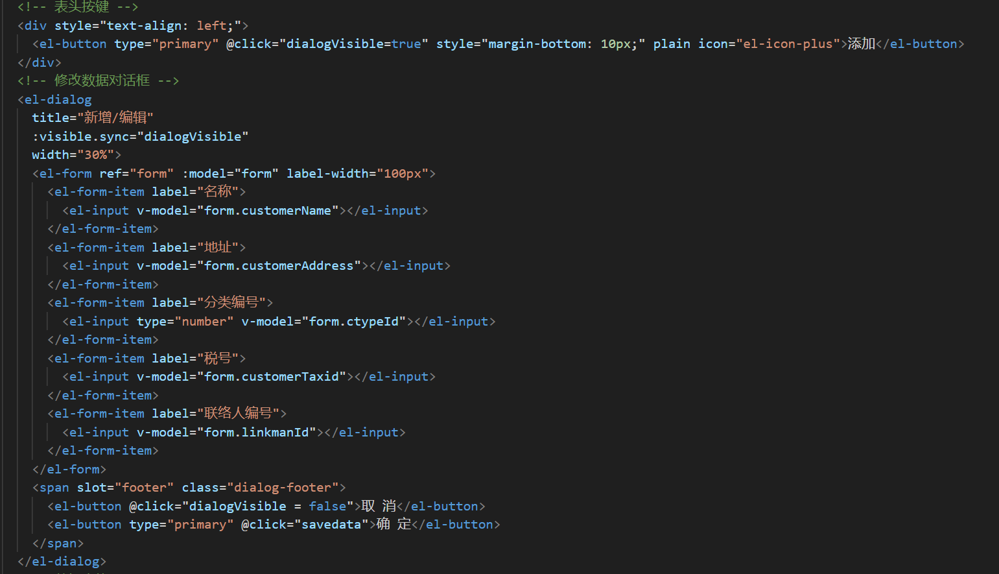 <!-- 表头按键 -->
<div style="text-align: left;">
<el-button type="primary" @click="dialogVisible=true" style="margin-bottom: 10px;" plain icon="el-icon-plus">添加</el-button>
</div>
<!-- 修改数据对话框 -->
<el-dialog
title="新增/编辑"
:visible.sync="dialogVisible"
width="30%">
<el-form ref="form" :model="form" label-width="100px">
<el-form-item label="名称">
<el-input v-model="form.customerName"></el-input>
</el-form-item>
<el-form-item label="地址">
<el-input v-model="form.customerAddress"></el-input>
</el-form-item>
<el-form-item label="分类编号">
<el-input type="number" v-model="form.ctypeId"></el-input>
</el-form-item>
<el-form-item label="税号">
<el-input v-model="form.customerTaxid"></el-input>
</el-form-item>
<el-form-item label="联络人编号">
<el-input v-model="form.linkmanId"></el-input>
</el-form-item>
</el-form>
<span slot="footer" class="dialog-footer">
<el-button @click="dialogVisible = false">取 消</el-button>
<el-button type="primary" @click="savedata">确 定</el-button>
</span>
</el-dialog>